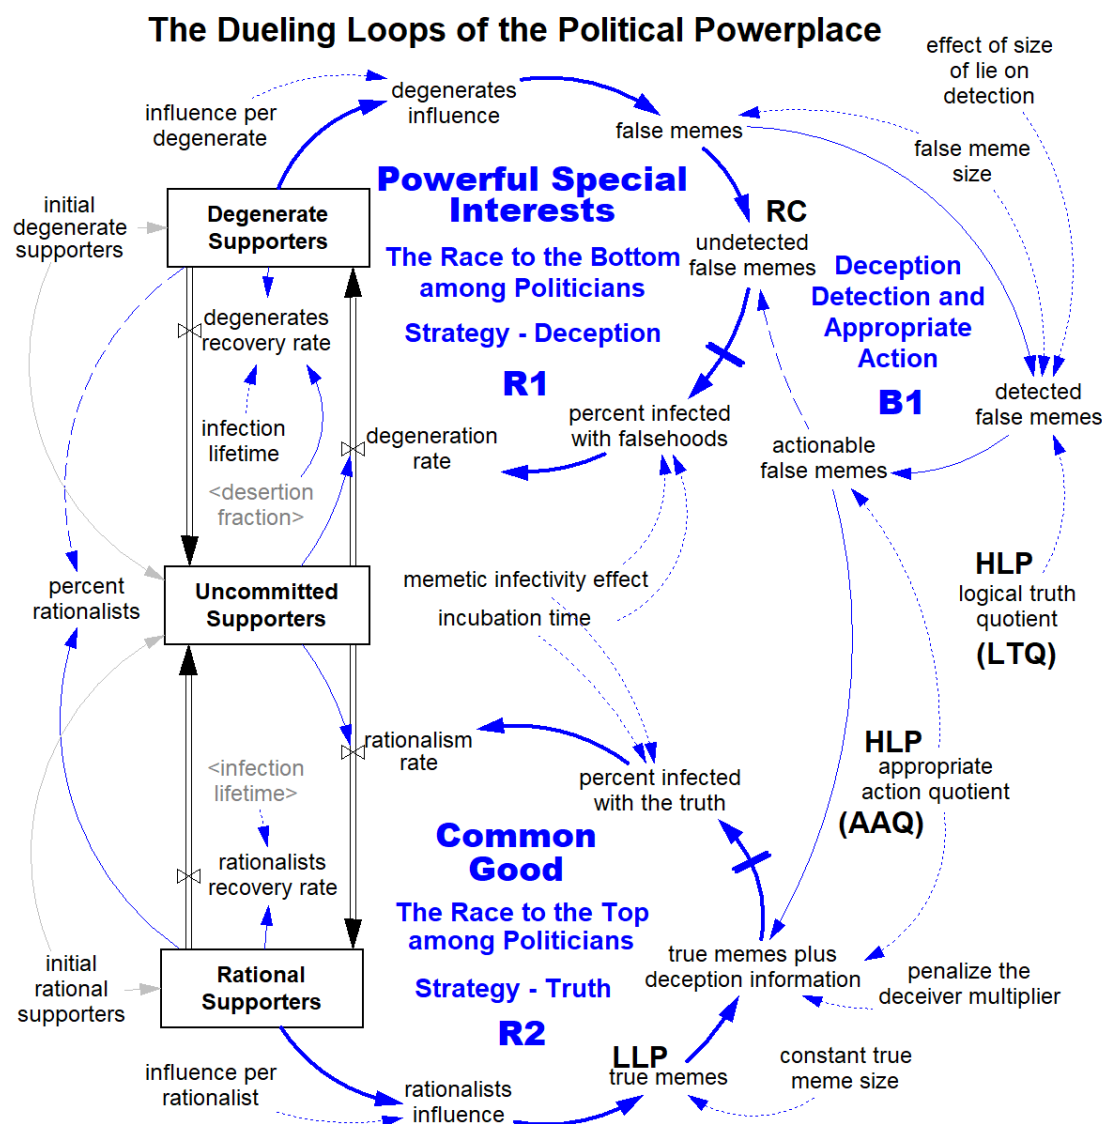 The Dueling Loops of the Political Powerplace
effect of size
of lie on
detection
influence per
degenerate
degenerates
influence
false memes
false meme
size
Powerful Special
Interests
RC
undetected
false memes
initial
degenerate
supporters
Degenerate
Supporters
The Race to the Bottom
among Politicians
Strategy - Deception
R1
Deception
Detection and
Appropriate
Action
B1
degenerates
recovery rate
infection
lifetime
<desertion
fraction>
degeneration
rate
percent infected
with falsehoods
actionable
false memes
detected
false memes
percent
rationalists
Uncommitted
Supporters
memetic infectivity effect
incubation time
HLP
logical truth
quotient
(LTQ)
rationalism
rate
percent infected
with the truth
HLP
appropriate
action quotient
(AAQ)
<infection
lifetime>
rationalists
recovery rate
Common
Good
The Race to the Top
among Politicians
Strategy - Truth
R2
initial
rational
supporters
Rational
Supporters
true memes plus
deception information
penalize the
deceiver multiplier
influence per
rationalist
rationalists
influence
LLP
true memes
constant true
meme size